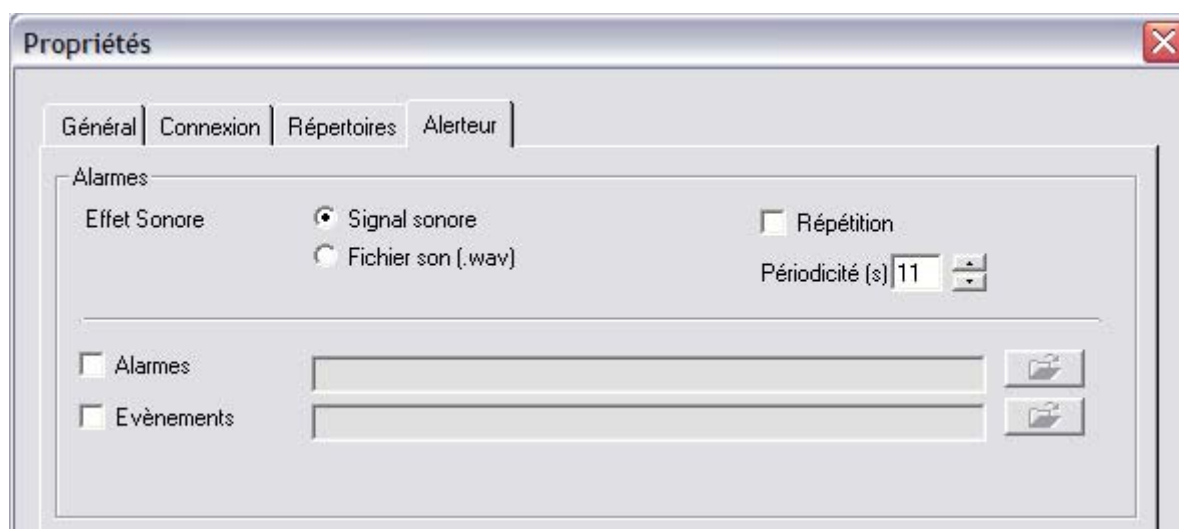 Propriétés
Général Connexion Répertoires Alerteur
Alarmes
Effet Sonore Signal sonore Répétition
Fichier son (.wav) Périodicité (s) 11
Alarmes
Evènements